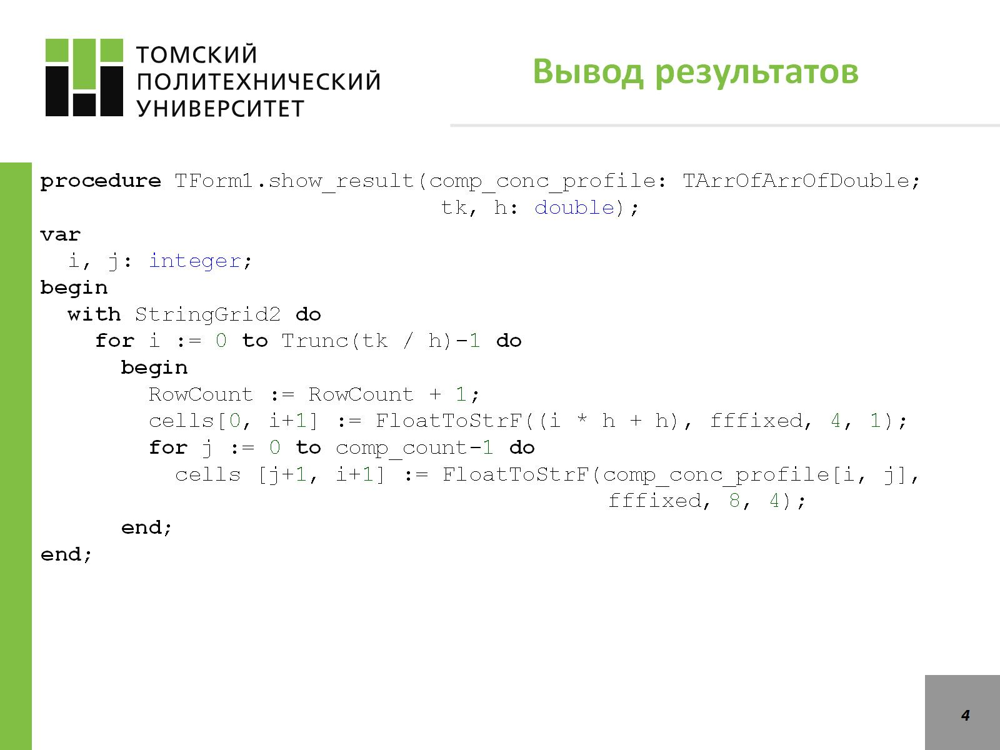 ТОМСКИЙ
ПОЛИТЕХНИЧЕСКИЙ
УНИВЕРСИТЕТ
Вывод результатов
procedure TForm1.show_result(comp_conc_profile: TArrOfArrOfDouble;
tk, h: double);
var
i, j: integer;
begin
with StringGrid2 do
for i := 0 to Trunc(tk / h)-1 do
begin
RowCount := RowCount + 1;
cells[0, i+1] := FloatToStrF((i * h + h), fffixed, 4, 1);
for j := 0 to comp_count-1 do
cells [j+1, i+1] := FloatToStrF(comp_conc_profile[i, j],
fffixed, 8, 4);
end;
end;
4